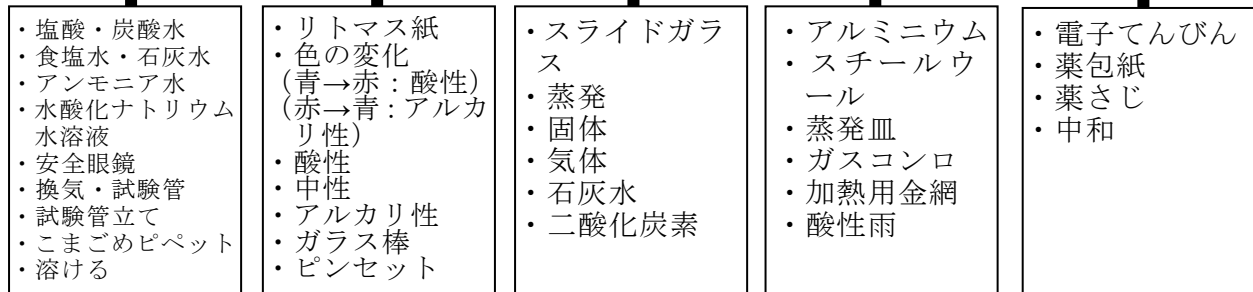 ・塩酸・炭酸水
・食塩水・石灰水
・アンモニア水
・水酸化ナトリウム
水溶液
・安全眼鏡
・換気・試験管
・試験管立て
・こまごめピペット
・溶ける
・リトマス紙
・色の変化
（青→赤：酸性）
（赤→青：アルカ
リ性）
・酸性
・中性
・アルカリ性
・ガラス棒
・ピンセット
・スライドガラ
ス
・蒸発
・固体
・気体
・石灰水
・二酸化炭素
・アルミニウム
・スチールウ
ール
・蒸発皿
・ガスコンロ
・加熱用金網
・酸性雨
・電子てんびん
・薬包紙
・薬さじ
・中和